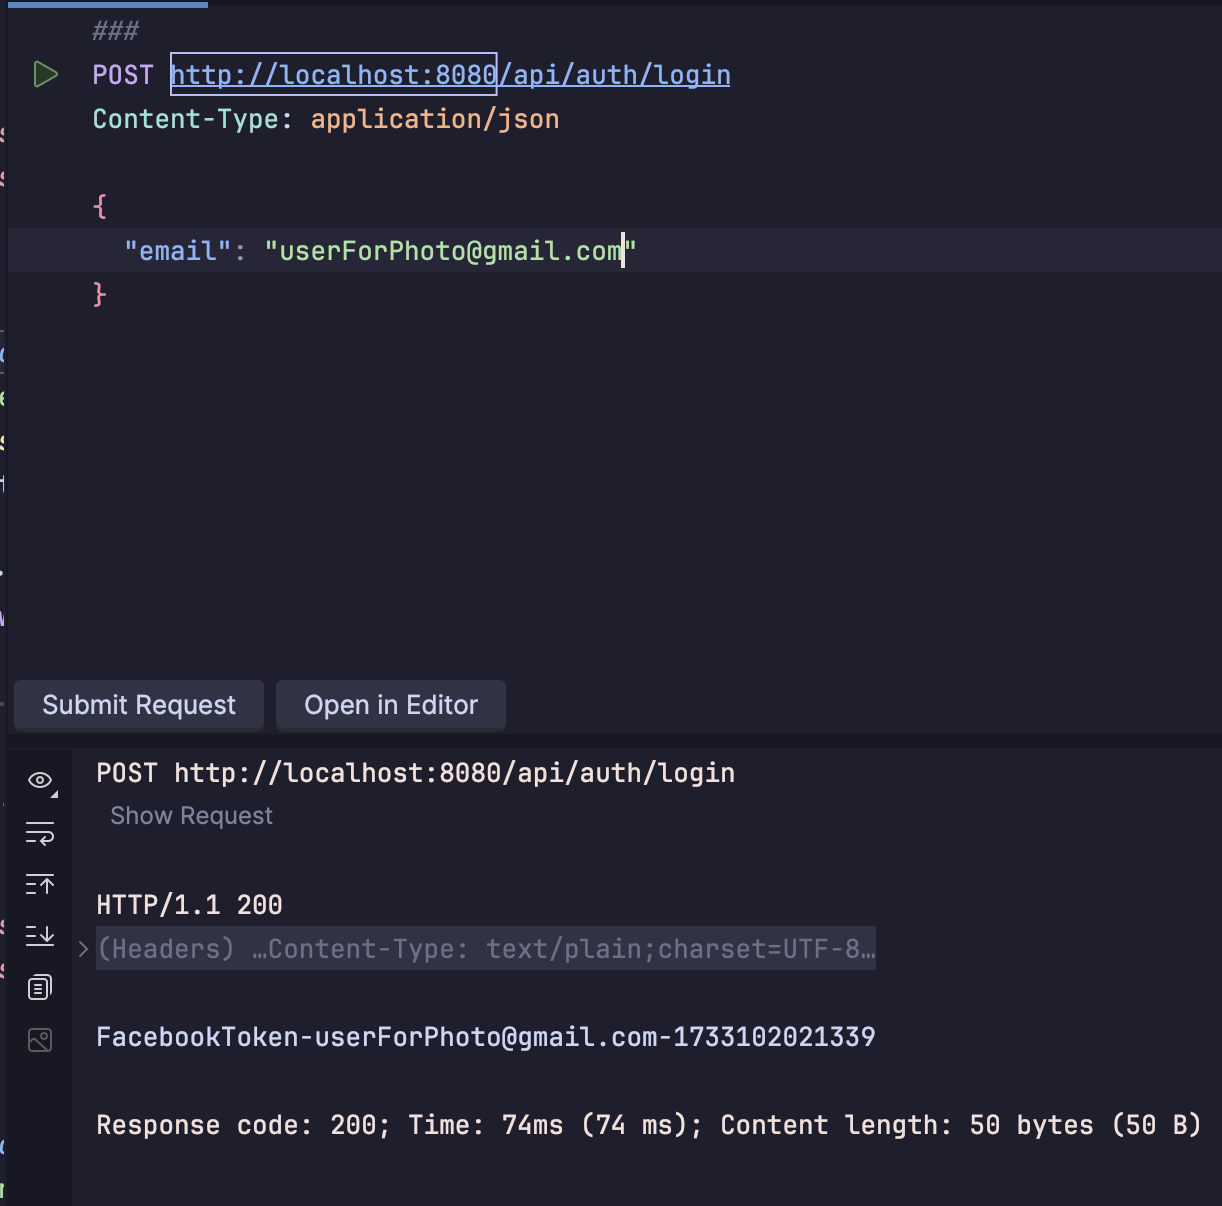 ###
POST http://localhost:8080/api/auth/login
Content-Type: application/json
{
"email": "userForPhoto@gmail.com"
}
Submit Request
Open in Editor
POST http://localhost:8080/api/auth/login
Show Request
HTTP/1.1 200
(Headers) …Content-Type: text/plain;charset=UTF-8…
FacebookToken-userForPhoto@gmail.com-1733102021339
Response code: 200; Time: 74ms (74 ms); Content length: 50 bytes (50 B)